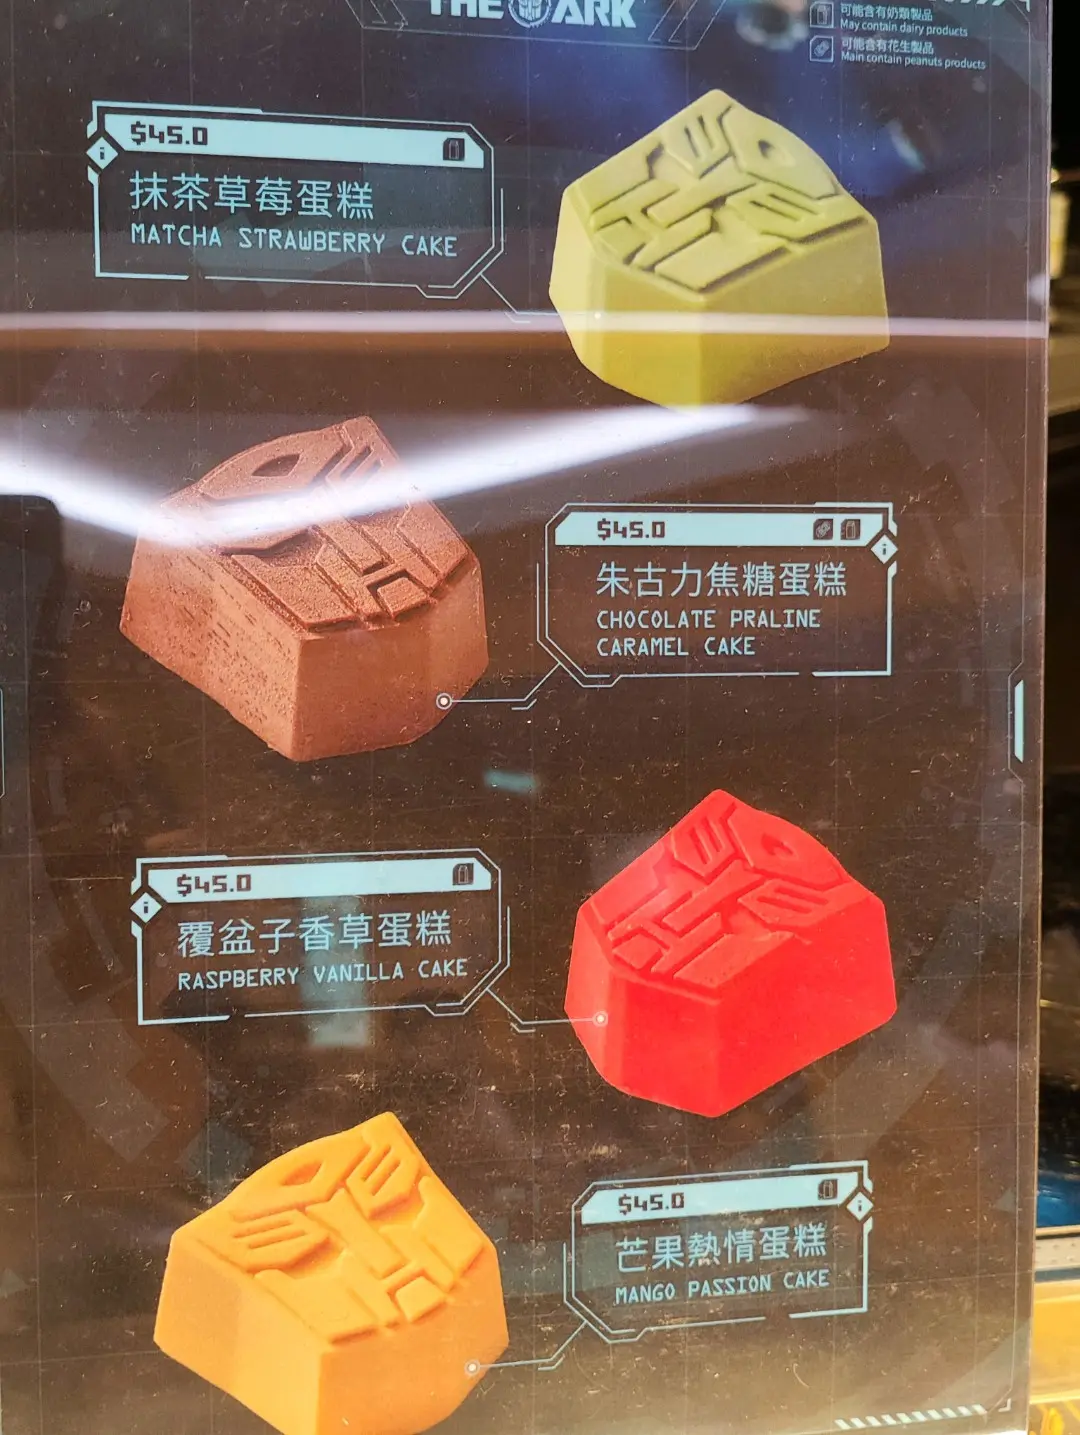 THE ARK
可能含有奶類製品
May contain dairy products
可能含有花生製品
Main contain peanuts products
$45.0
抹茶草莓蛋糕
MATCHA STRAWBERRY CAKE
$45.0
朱古力焦糖蛋糕
CHOCOLATE PRALINE
CARAMEL CAKE
$45.0
覆盆子香草蛋糕
RASPBERRY VANILLA CAKE
$45.0
芒果熱情蛋糕
MANGO PASSION CAKE